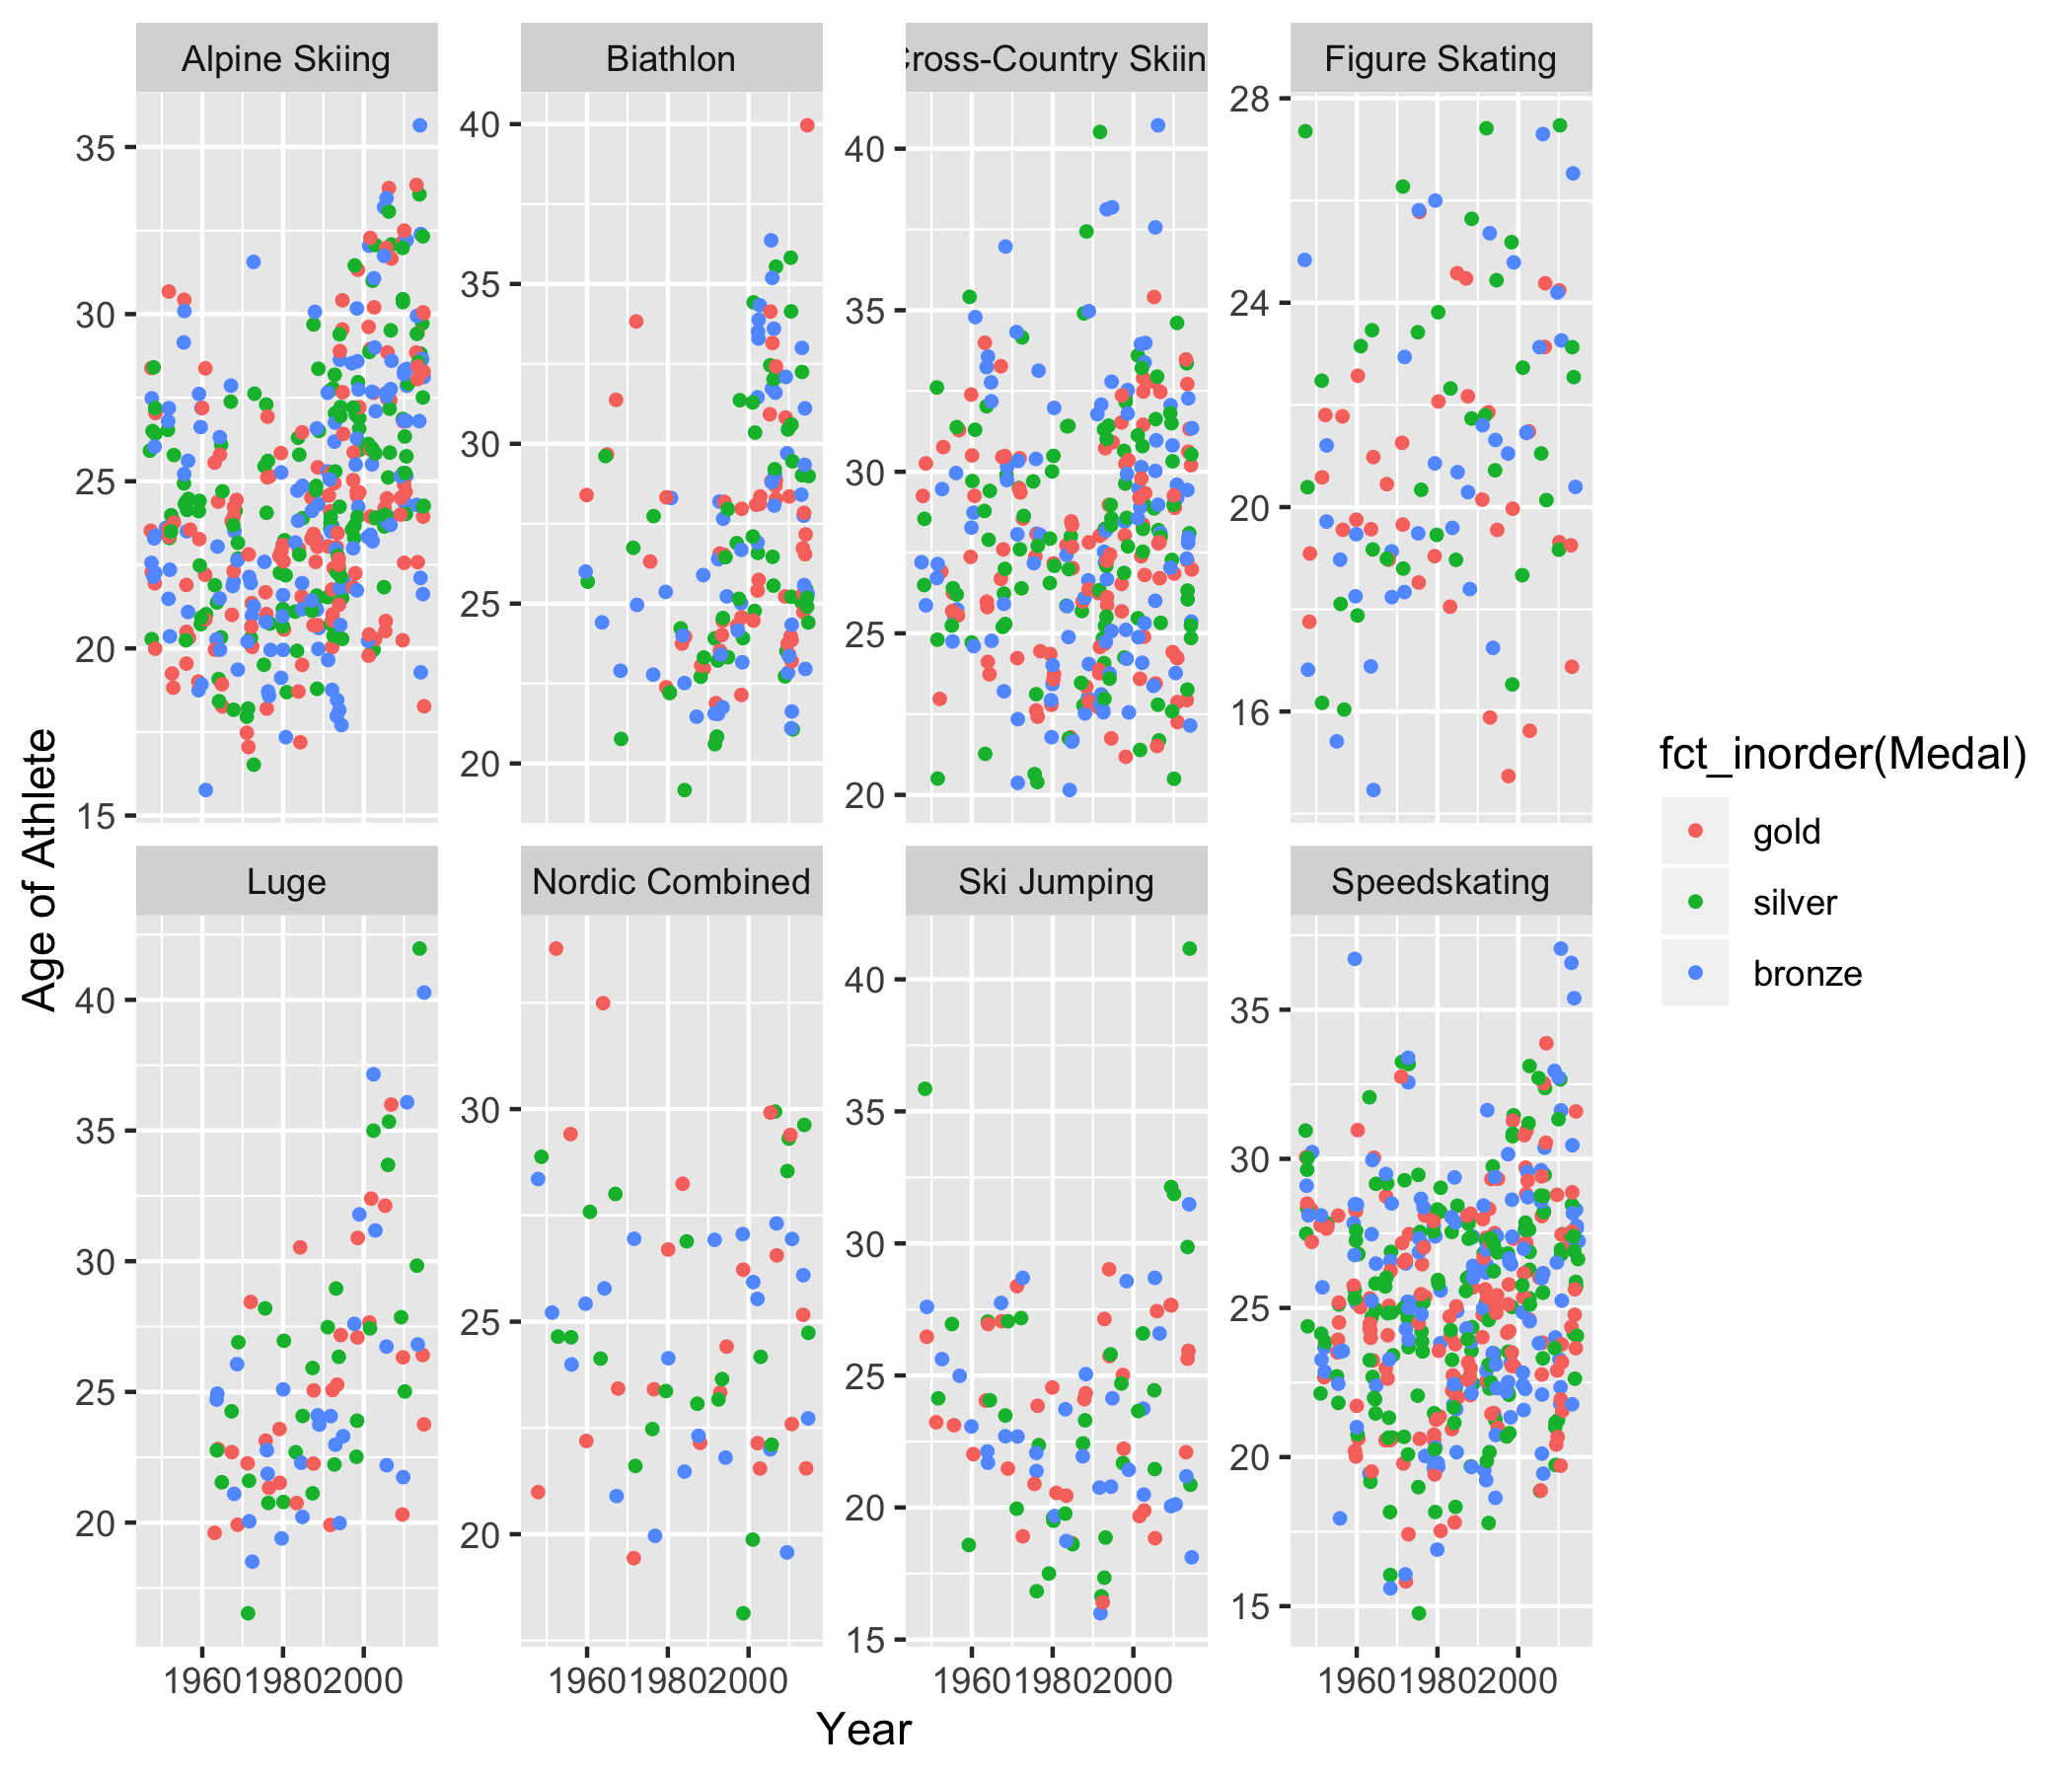 Alpine Skiing
Biathlon
Cross-Country Skiin
Figure Skating
35
30
25
20
15
40
35
30
25
20
40
35
30
25
20
28
24
20
16
Luge
Nordic Combined
Ski Jumping
Speedskating
40
35
30
25
20
30
25
20
40
35
30
25
20
15
35
30
25
20
15
1960 1980 2000
1960 1980 2000
1960 1980 2000
1960 1980 2000
Year
Age of Athlete
fct_inorder(Medal)
gold
silver
bronze